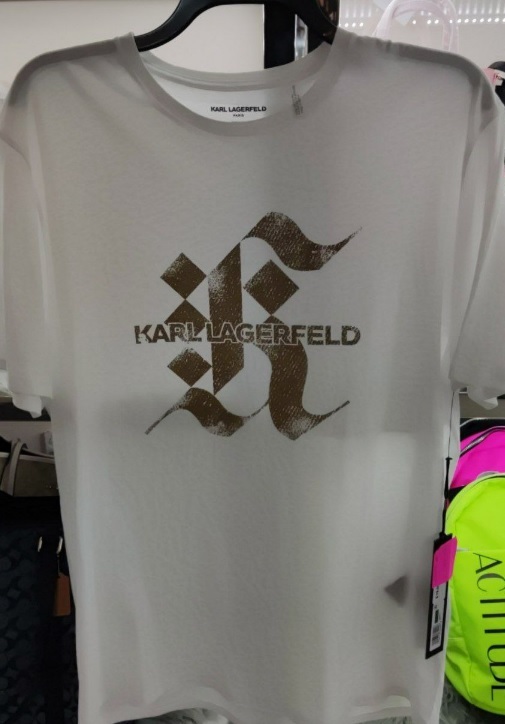 KARL LAGERFELD
PARIS
K
KARL LAGERFELD
ACTITUDE